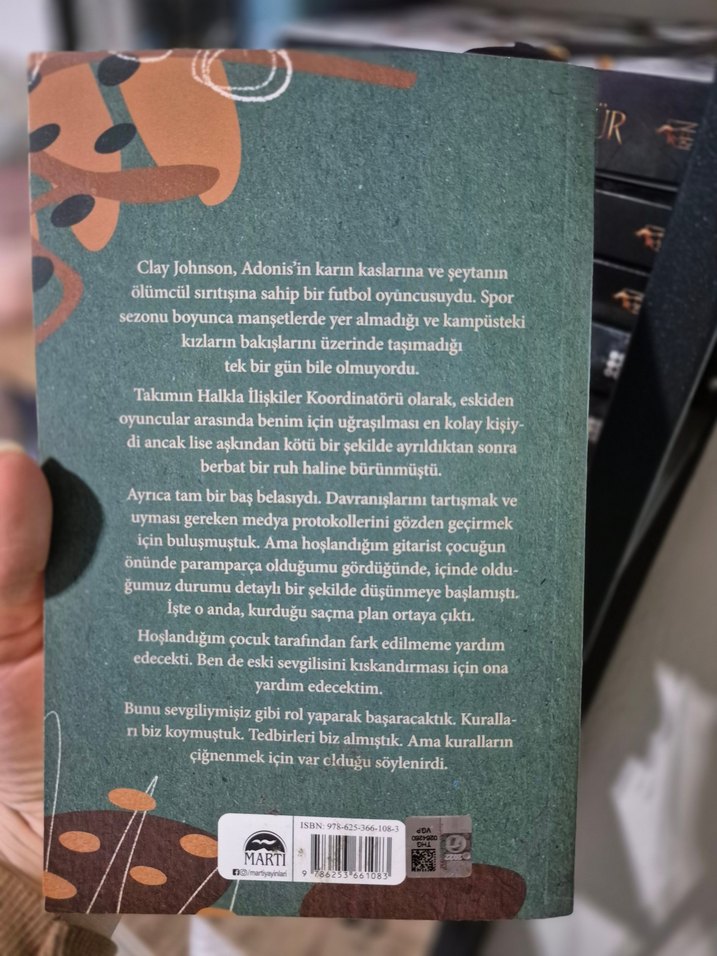 ÜR
Clay Johnson, Adonis'in karın kaslarına ve şeytanın
ölümcül sırıtışına sahip bir futbol oyuncusuydu. Spor
sezonu boyunca manşetlerde yer almadığı ve kampüsteki
kızların bakışlarını üzerinde taşımadığı
tek bir gün bile olmuyordu.
Takımın Halkla İlişkiler Koordinatörü olarak, eskiden
oyuncular arasında benim için uğraşılması en kolay kişiy-
di ancak lise aşkından kötü bir şekilde ayrıldıktan sonra
berbat bir ruh haline bürünmüştü.
Ayrıca tam bir baş belasıydı. Davranışlarını tartışmak ve
uyması gereken medya protokollerini gözden geçirmek
için buluşmuştuk. Ama hoşlandığım gitarist çocuğun
önünde paramparça olduğumu gördüğünde, içinde oldu-
ğumuz durumu detaylı bir şekilde düşünmeye başlamıştı.
İşte o anda, kurduğu saçma plan ortaya çıktı.
Hoşlandığım çocuk tarafından fark edilmeme yardım
edecekti. Ben de eski sevgilisini kıskandırması için ona
yardım edecektim.
Bunu sevgiliymişiz gibi rol yaparak başaracaktık. Kuralla-
rı biz koymuştuk. Tedbirleri biz almıştık. Ama kuralların
çiğnenmek için var olduğu söylenirdi.
MARTI
/martiyayinlari
ISBN: 978-625-366-108-3
9 786253 661083
THG
VGP
2022